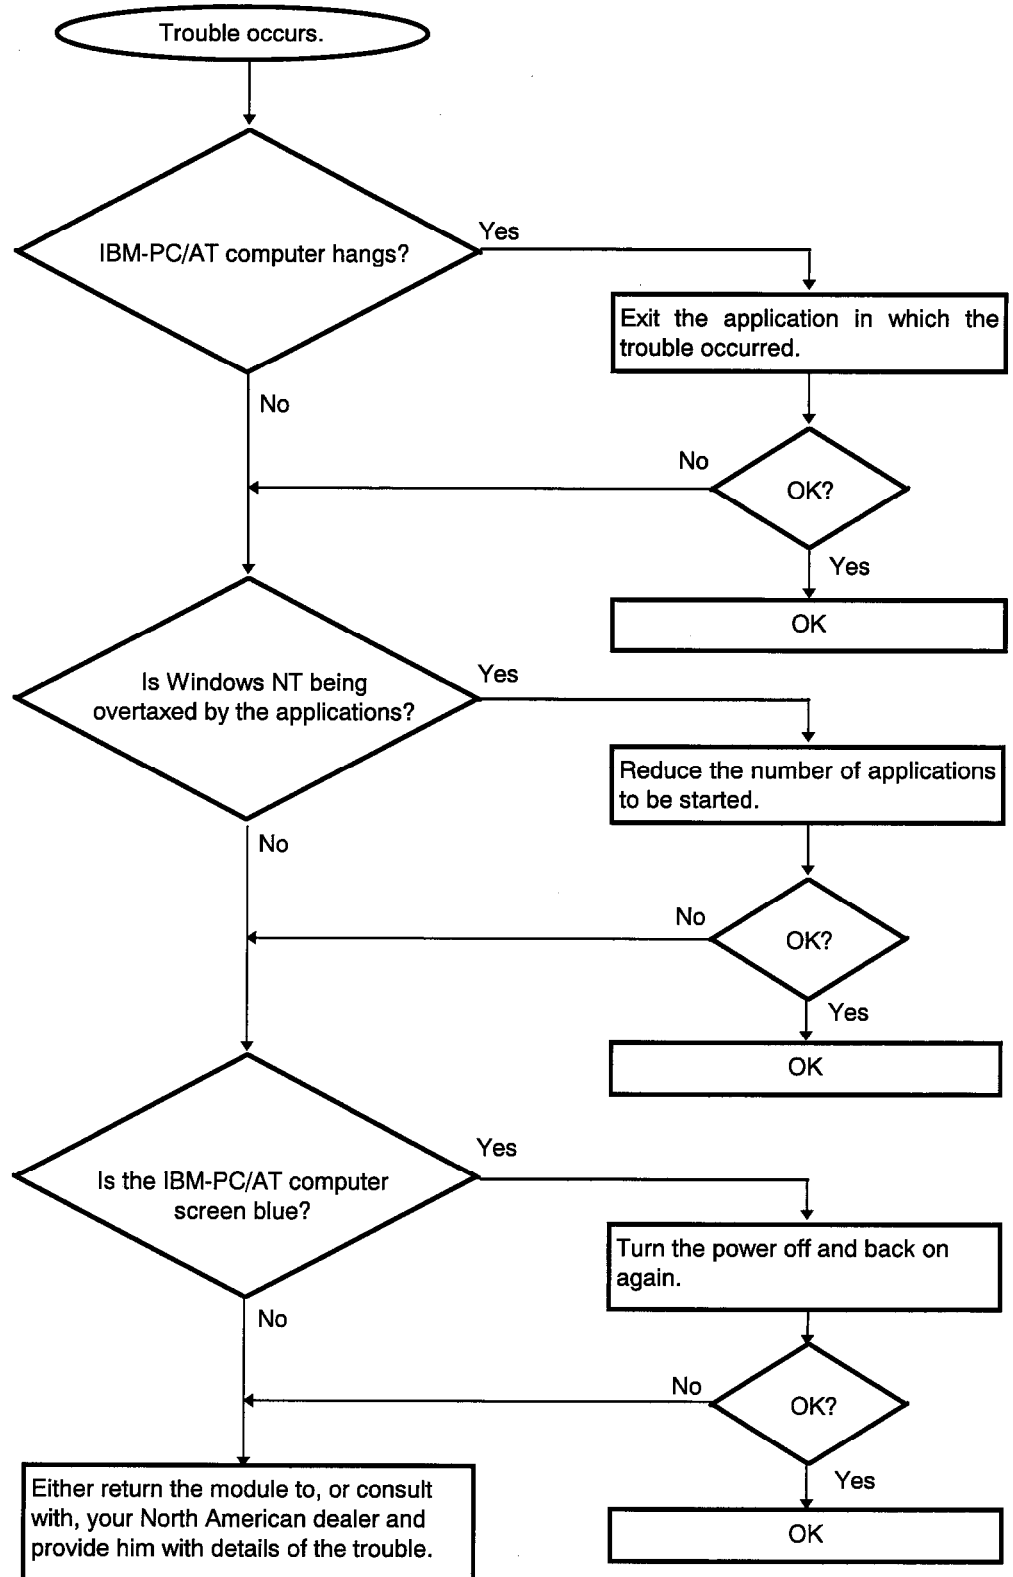 Trouble occurs.
IBM-PC/AT computer hangs?
Yes
Exit the application in which the
trouble occurred.
No
No
OK?
Yes
OK
Is Windows NT being
overtaxed by the applications?
Yes
Reduce the number of applications
to be started.
No
No
OK?
Yes
OK
Is the IBM-PC/AT computer
screen blue?
Yes
Turn the power off and back on
again.
No
No
OK?
Yes
OK
Either return the module to, or consult
with, your North American dealer and
provide him with details of the trouble.